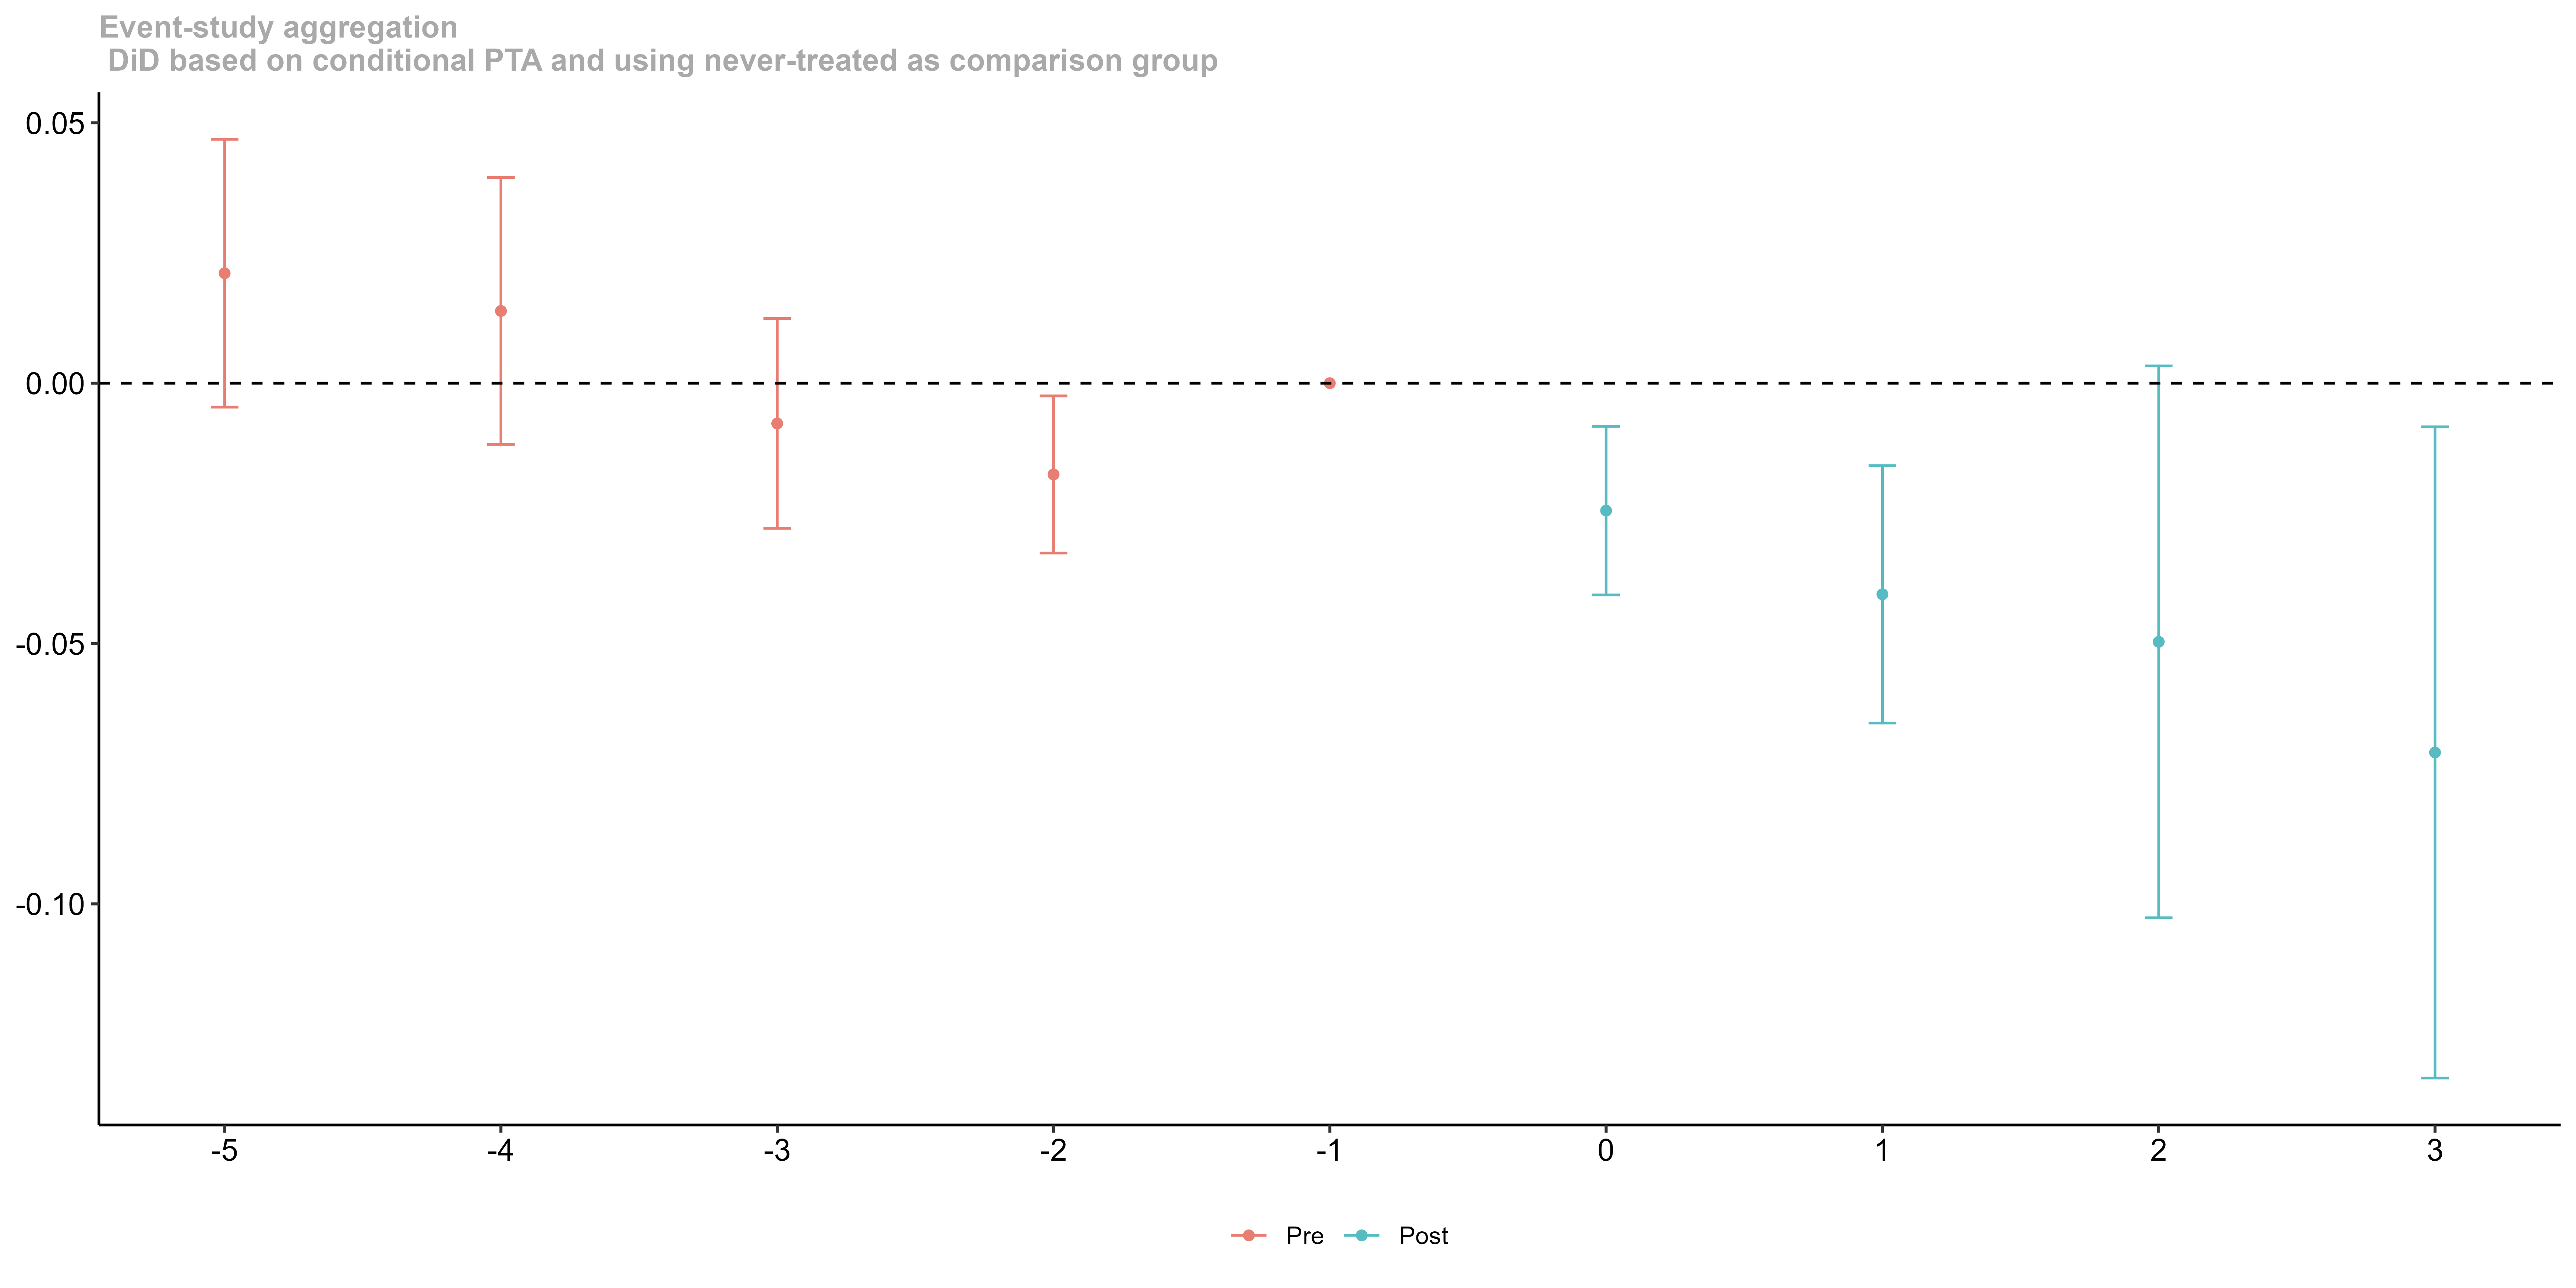 Event-study aggregation
DiD based on conditional PTA and using never-treated as comparison group
0.05
0.00
-0.05
-0.10
-5 -4 -3 -2 -1 0 1 2 3
Pre Post